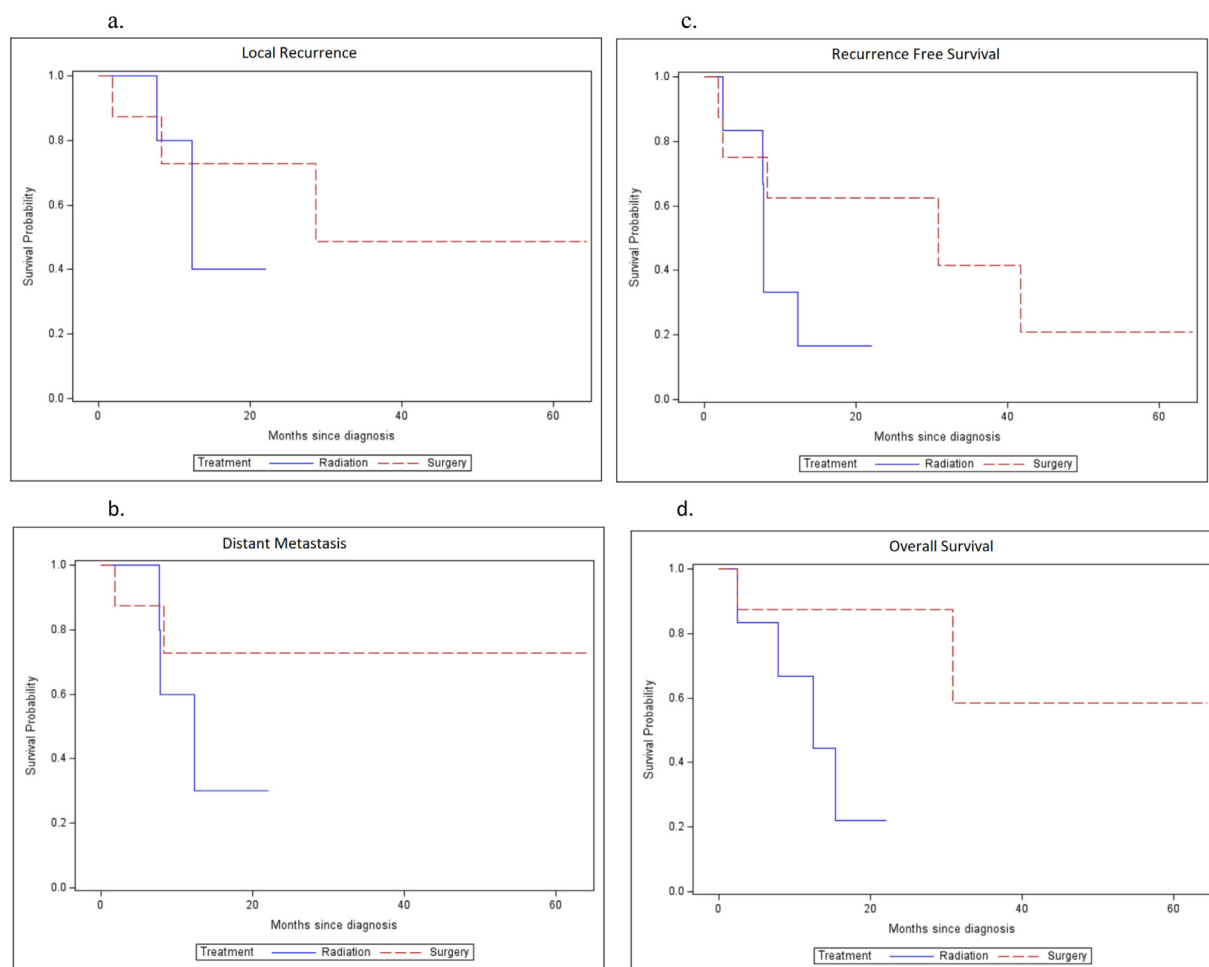 a.
Local Recurrence
1.0
0.8
0.6
0.4
0.2
0.0
Survival Probability
0 20 40 60
Months since diagnosis
Treatment Radiation Surgery
c.
Recurrence Free Survival
1.0
0.8
0.6
0.4
0.2
0.0
Survival Probability
0 20 40 60
Months since diagnosis
Treatment Radiation Surgery
b.
Distant Metastasis
1.0
0.8
0.6
0.4
0.2
0.0
Survival Probability
0 20 40 60
Months since diagnosis
Treatment Radiation Surgery
d.
Overall Survival
1.0
0.8
0.6
0.4
0.2
0.0
Survival Probability
0 20 40 60
Months since diagnosis
Treatment Radiation Surgery